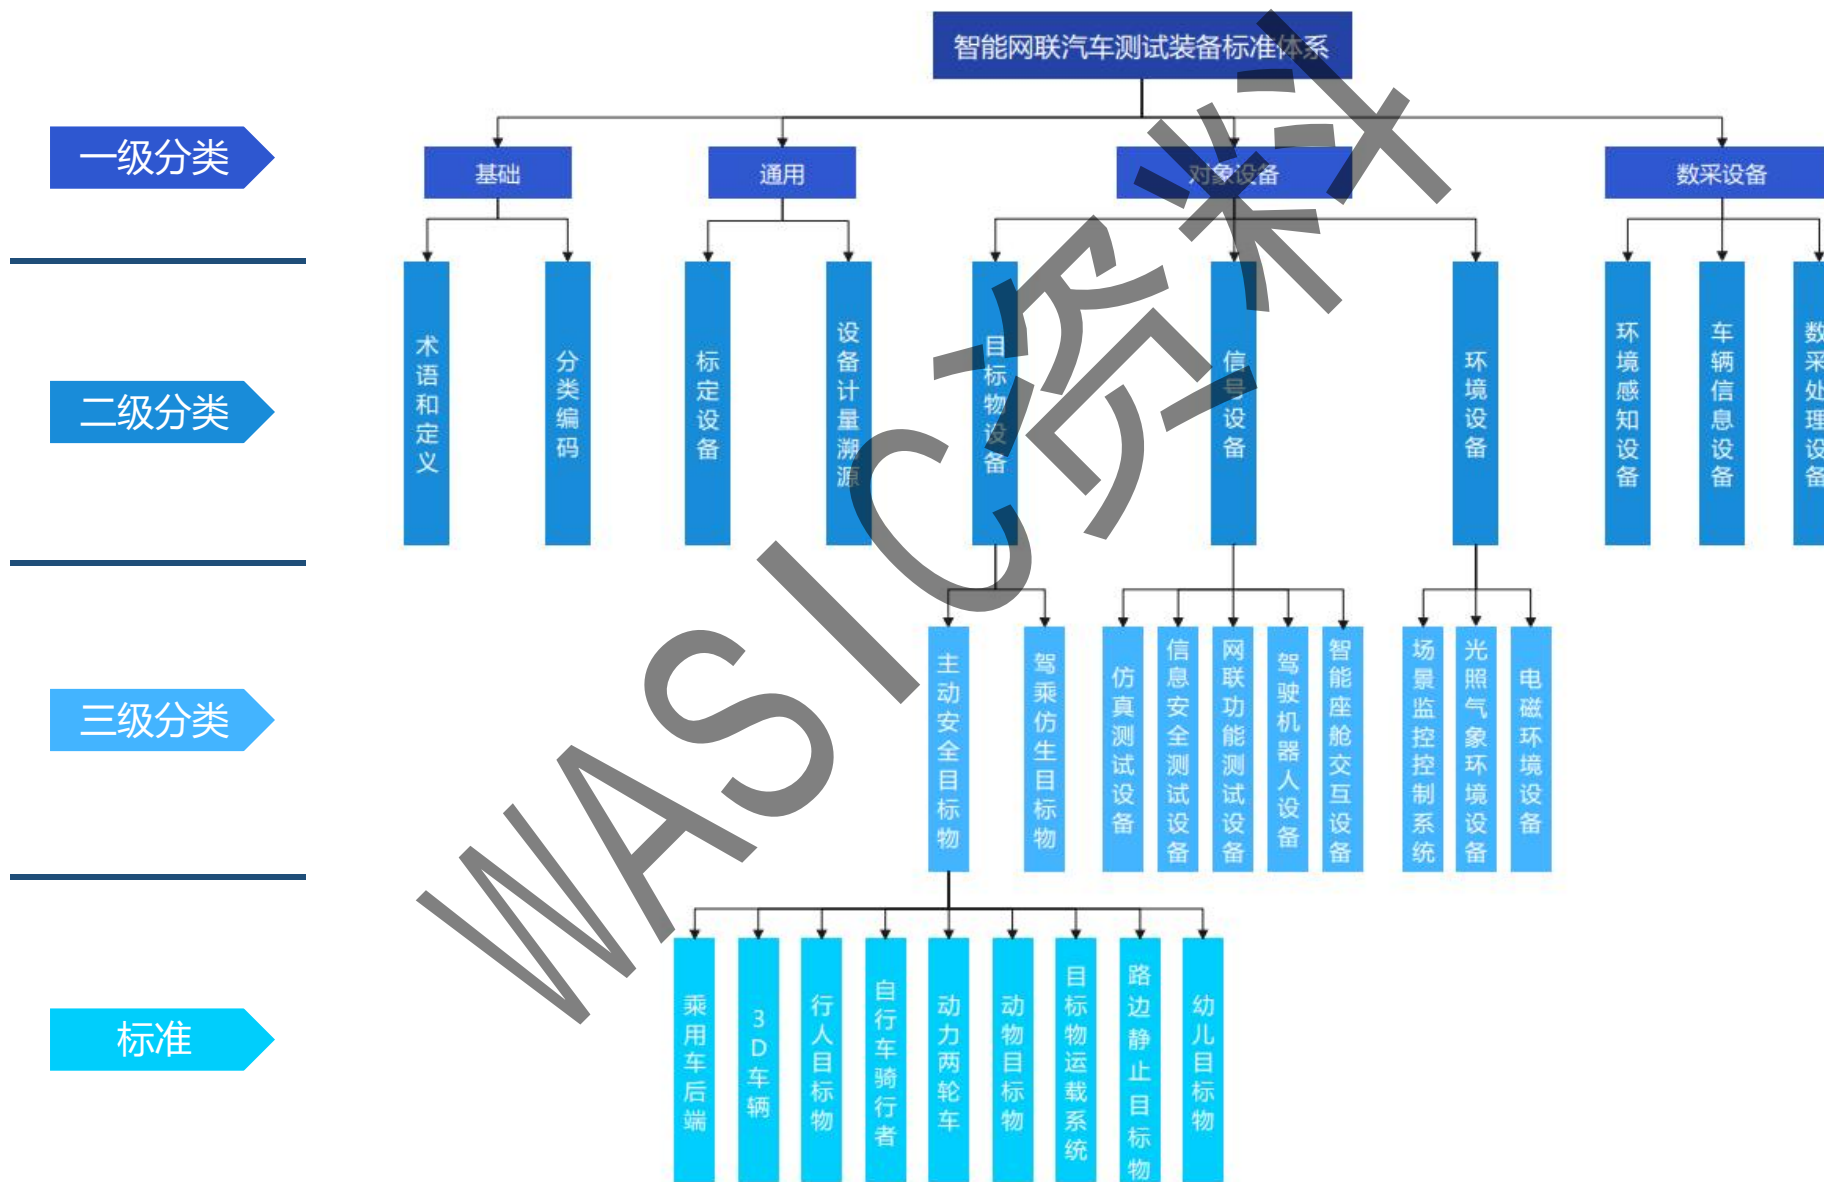 智能网联汽车测试装备标准体系
一级分类
基础
通用
对象设备
数采设备
二级分类
术语和定义
分类编码
标定设备
设备计量溯源
目标物设备
信号设备
环境设备
环境感知设备
车辆信息设备
数采处理设备
三级分类
主动安全目标物
驾乘仿生目标物
仿真测试设备
信息安全测试设备
网联功能测试设备
驾驶机器人设备
智能座舱交互设备
场景监控控制系统
光照气象环境设备
电磁环境设备
标准
乘用车后端
3D车辆
行人目标物
自行车骑行者
动力两轮车
动物目标物
目标物运载系统
路边静止目标物
幼儿目标物
WASIC资料